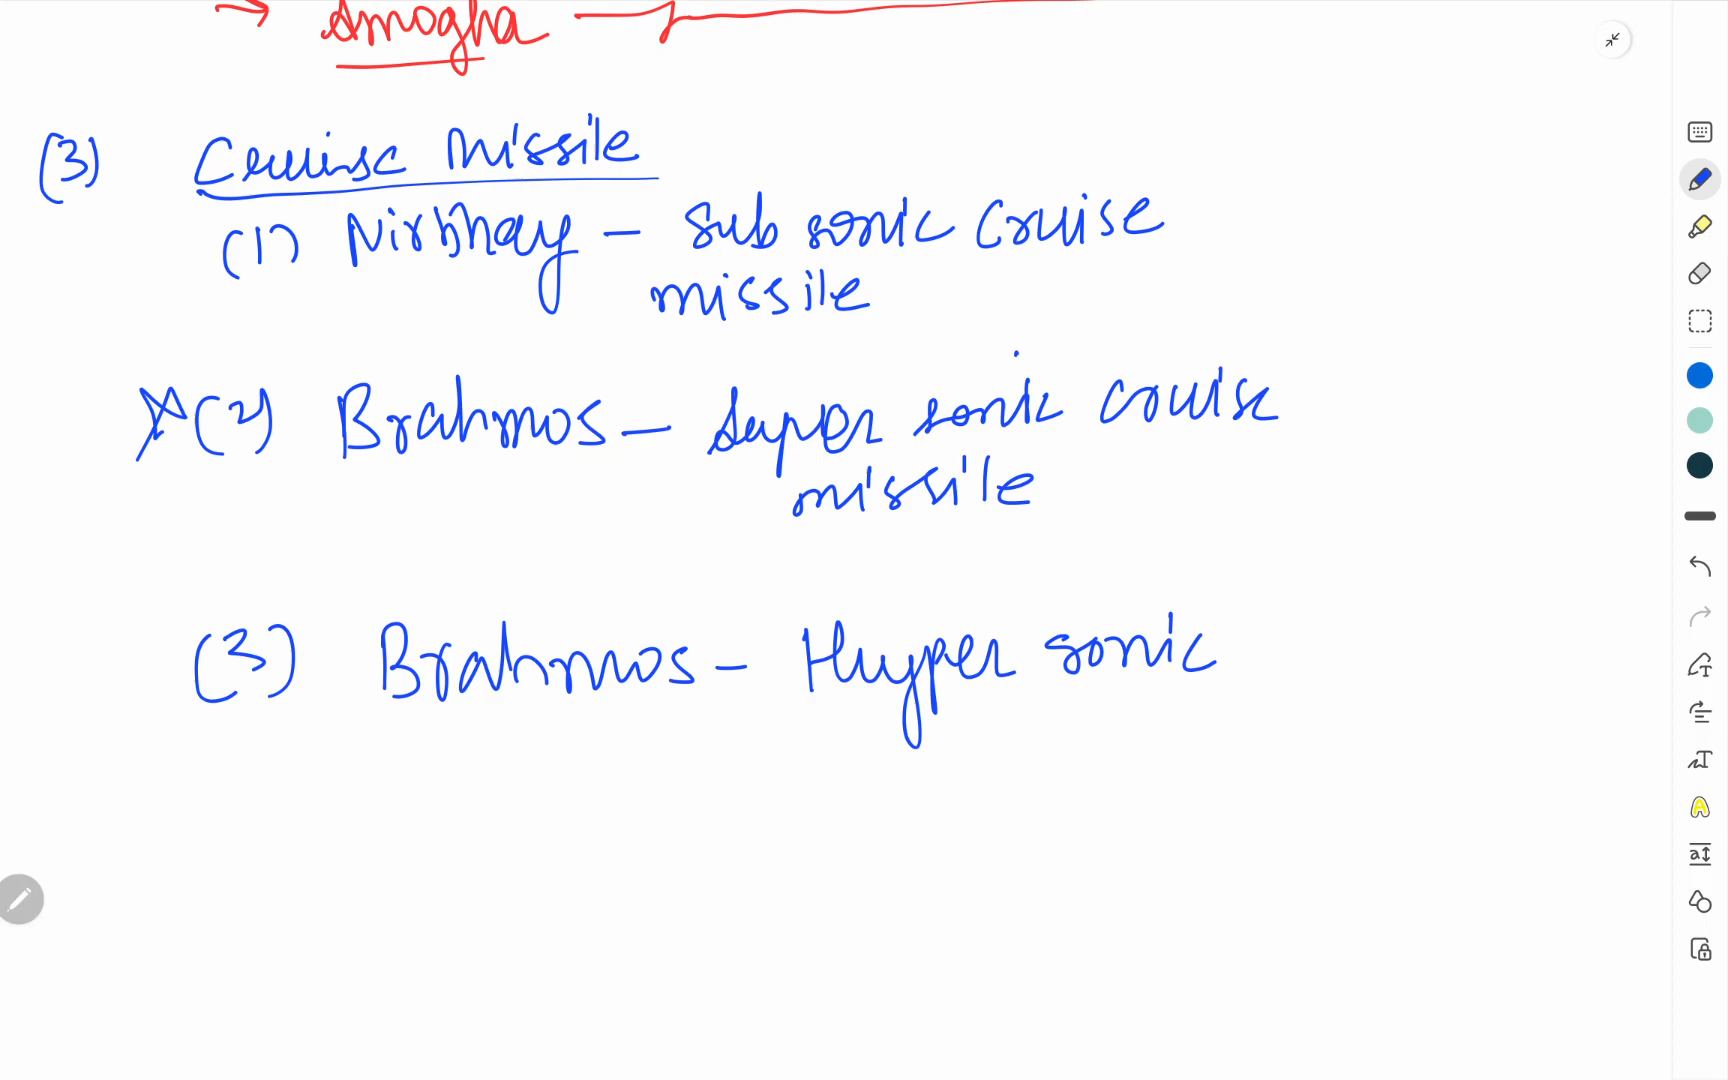 → Amogha —
(3) Cruise missile
(1) Nirbhay - sub sonic cruise
missile
(2) Brahmos - super sonic cruise
missile
(3) Brahmos - Hyper sonic